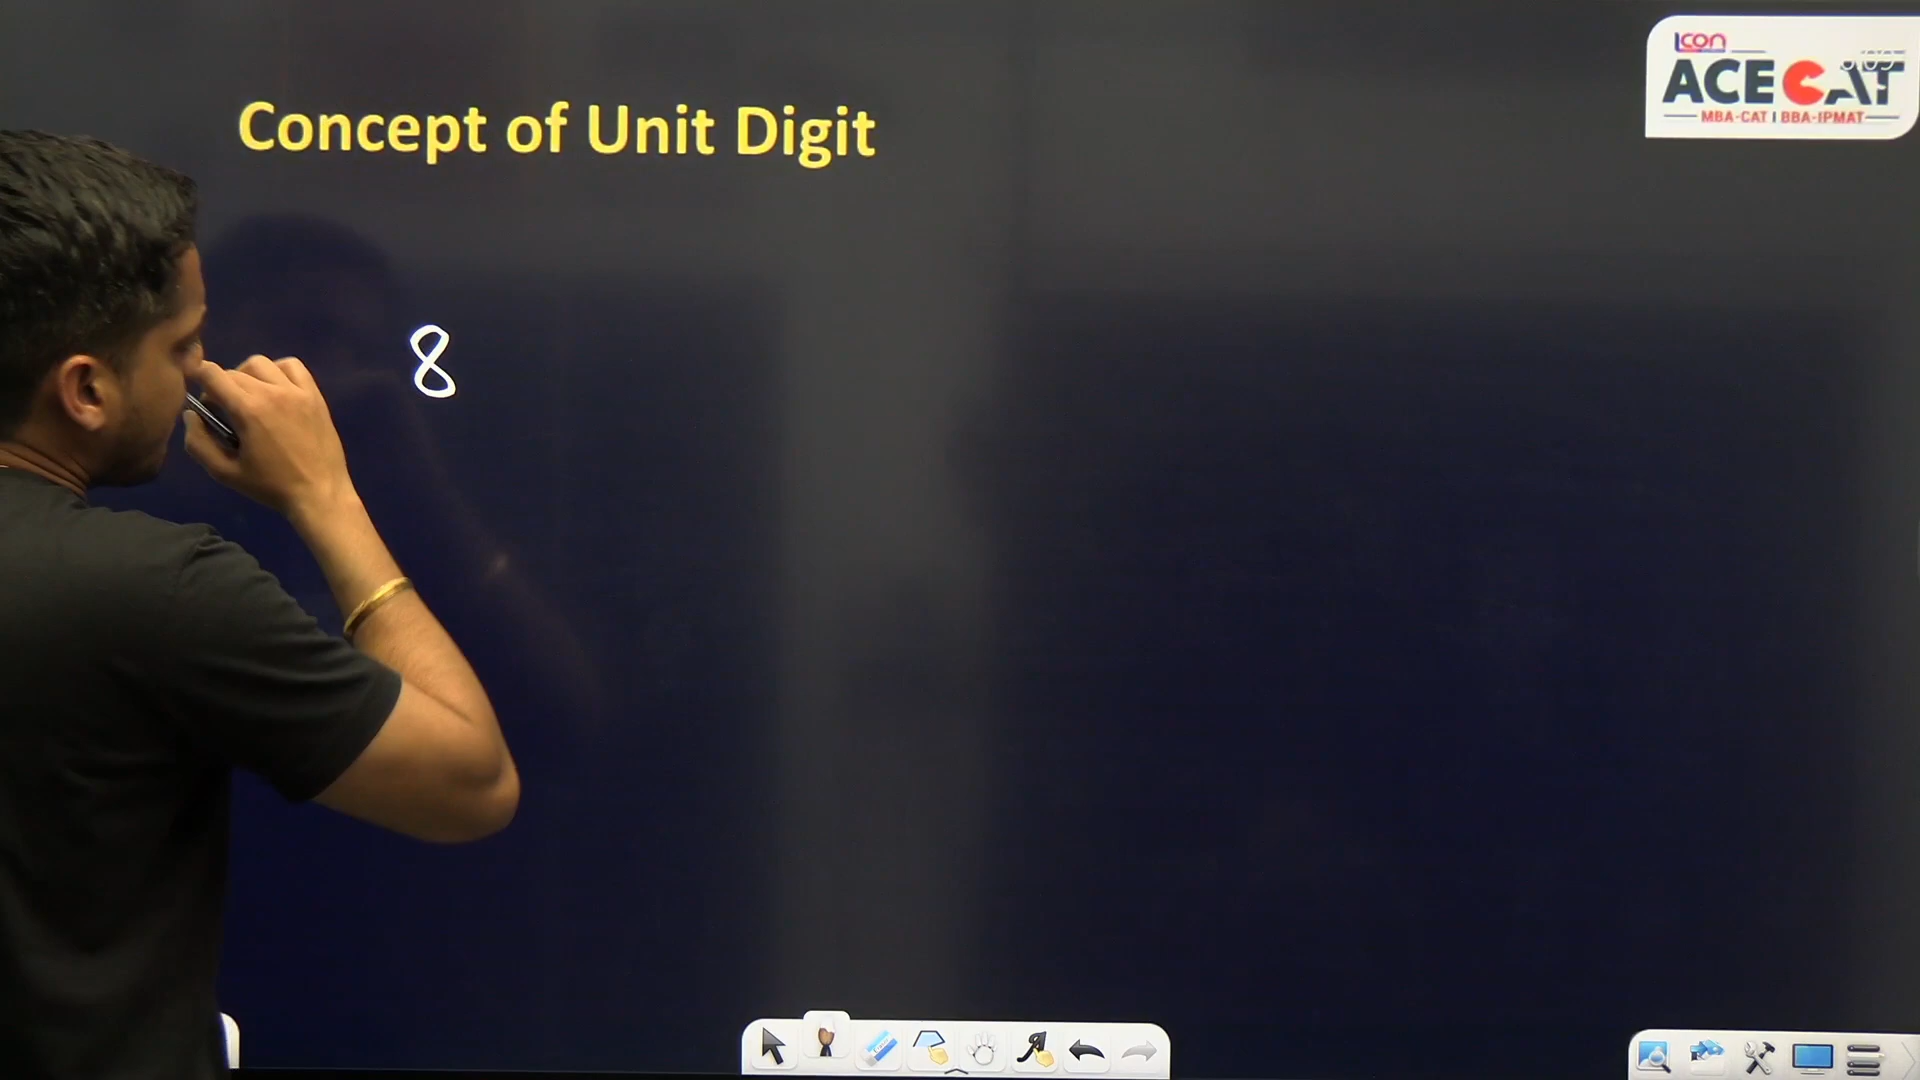 Icon
ACE CAT
MBA-CAT | BBA-IPMAT
Concept of Unit Digit
8